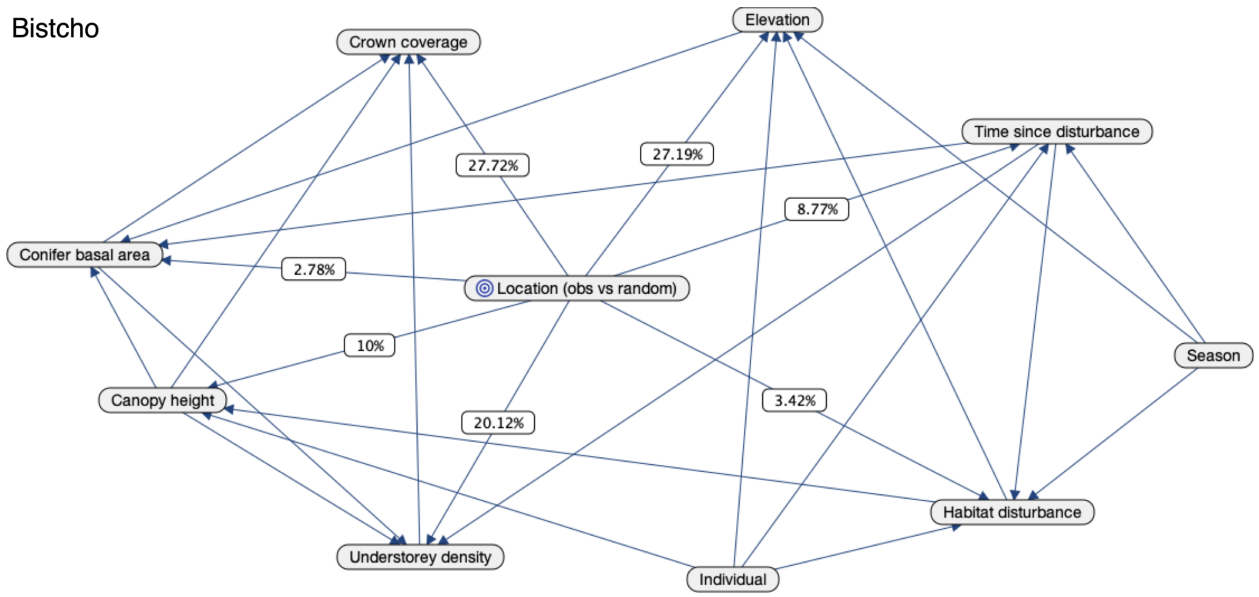 Bistcho
Elevation
Crown coverage
Time since disturbance
27.72%
27.19%
8.77%
Conifer basal area
2.78%
Location (obs vs random)
10%
Season
Canopy height
3.42%
20.12%
Habitat disturbance
Understorey density
Individual